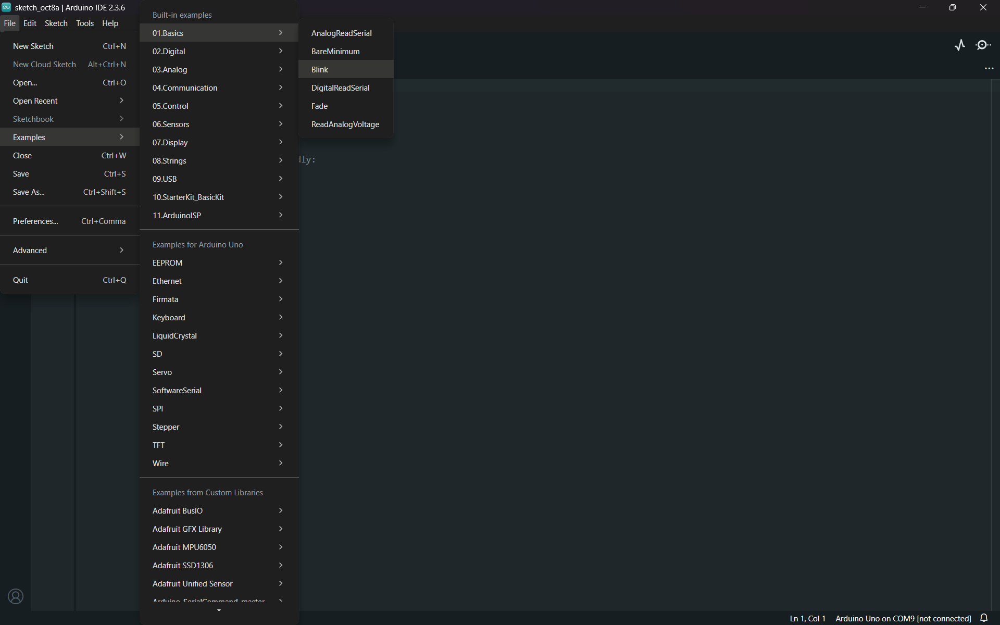 sketch_oct8a | Arduino IDE 2.3.6
File Edit Sketch Tools Help
New Sketch Ctrl+N
New Cloud Sketch Alt+Ctrl+N
Open... Ctrl+O
Open Recent
Sketchbook
Examples
Close Ctrl+W
Save Ctrl+S
Save As... Ctrl+Shift+S
Preferences... Ctrl+Comma
Advanced
Quit Ctrl+Q
Built-in examples
01.Basics
02.Digital
03.Analog
04.Communication
05.Control
06.Sensors
07.Display
08.Strings
09.USB
10.StarterKit_BasicKit
11.ArduinoISP
Examples for Arduino Uno
EEPROM
Ethernet
Firmata
Keyboard
LiquidCrystal
SD
Servo
SoftwareSerial
SPI
Stepper
TFT
Wire
Examples from Custom Libraries
Adafruit BusIO
Adafruit GFX Library
Adafruit MPU6050
Adafruit SSD1306
Adafruit Unified Sensor
Arduino-SerialCommand-master
AnalogReadSerial
BareMinimum
Blink
DigitalReadSerial
Fade
ReadAnalogVoltage
dly:
Ln 1, Col 1 Arduino Uno on COM9 [not connected]